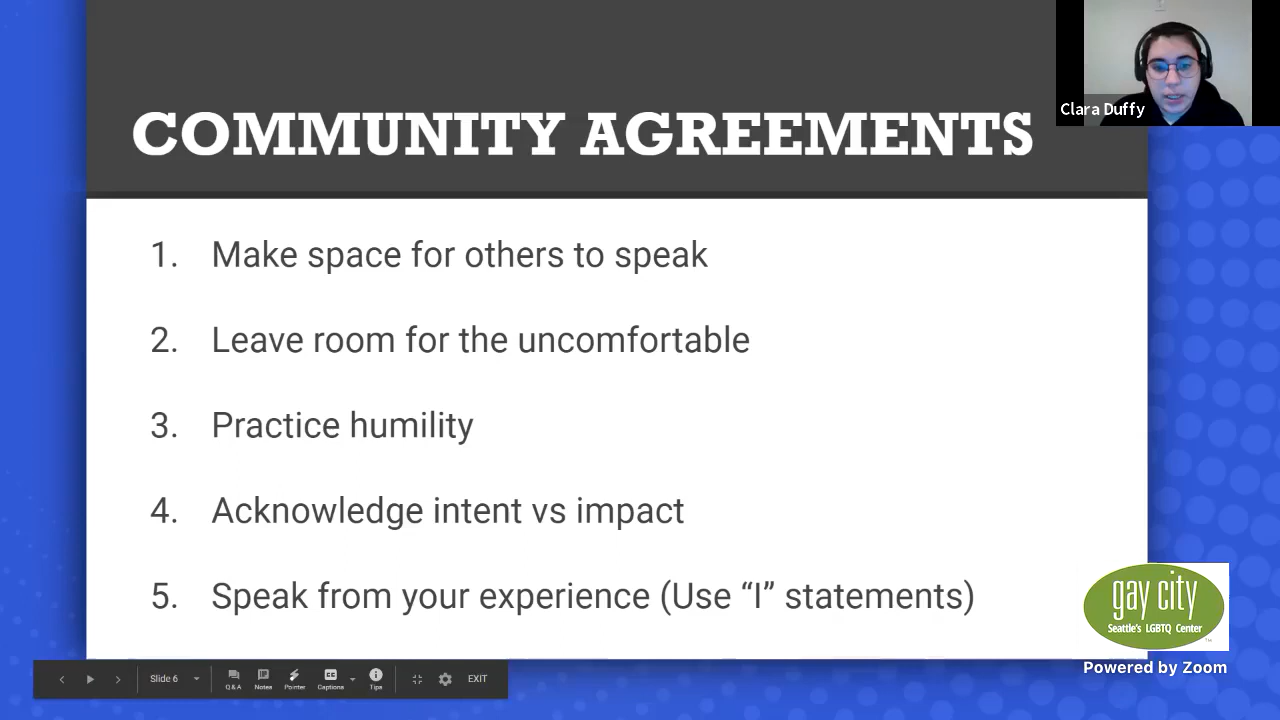 COMMUNITY AGREEMENTS
Clara Duffy
1. Make space for others to speak
2. Leave room for the uncomfortable
3. Practice humility
4. Acknowledge intent vs impact
5. Speak from your experience (Use “I” statements)
gay city
Seattle's LGBTQ Center
™
Powered by Zoom
Slide 6
Q & A
Notes
Pointer
Captions
Tips
EXIT